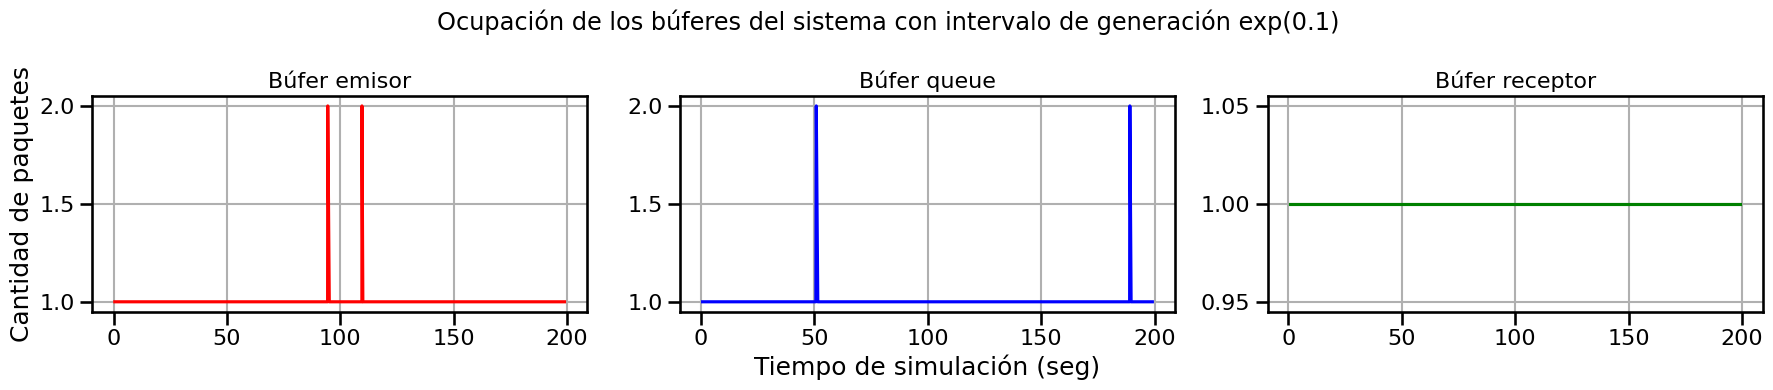 Ocupación de los búferes del sistema con intervalo de generación exp(0.1)
Búfer emisor
Búfer queue
Búfer receptor
Cantidad de paquetes
2.0
1.5
1.0
0 50 100 150 200
2.0
1.5
1.0
0 50 100 150 200
1.05
1.00
0.95
0 50 100 150 200
Tiempo de simulación (seg)